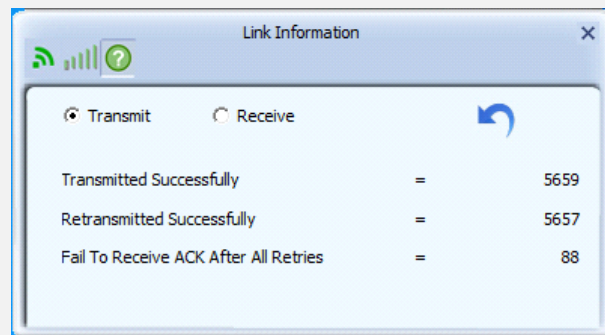 Link Information
Transmit Receive
Transmitted Successfully = 5659
Retransmitted Successfully = 5657
Fail To Receive ACK After All Retries = 88